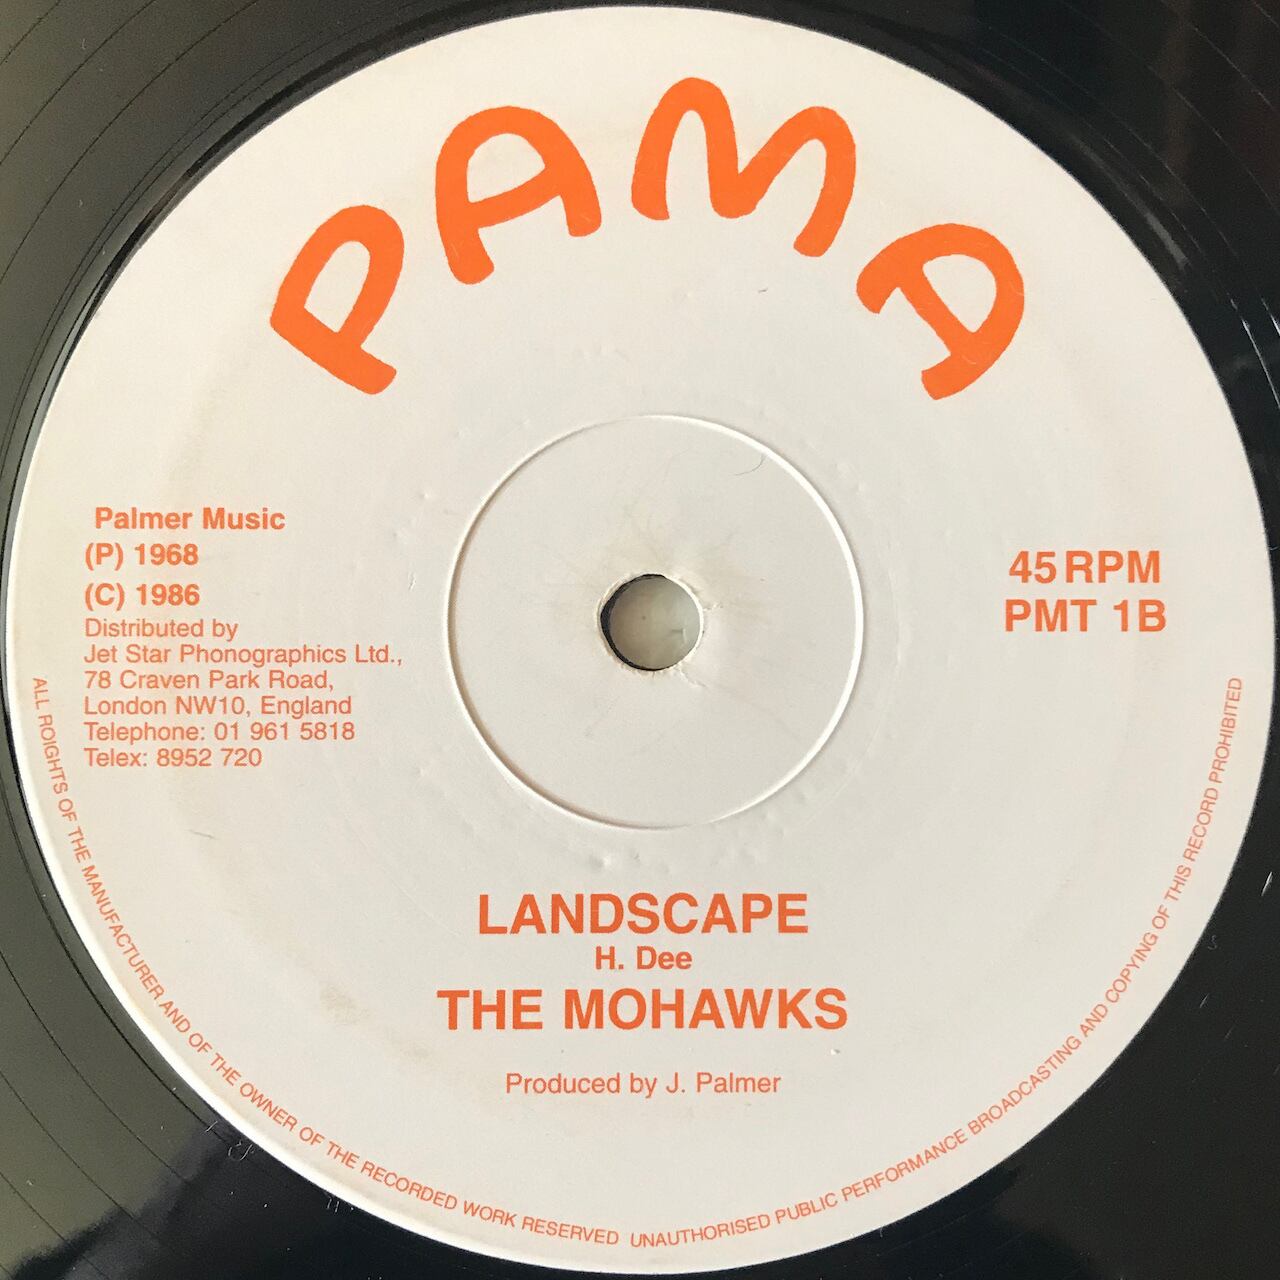 PAMA
Palmer Music
(P) 1968
(C) 1986
Distributed by
Jet Star Phonographics Ltd.,
78 Craven Park Road,
London NW10, England
Telephone: 01 961 5818
Telex: 8952 720
45 RPM
PMT 1B
LANDSCAPE
H. Dee
THE MOHAWKS
Produced by J. Palmer
ALL ROIGHTS OF THE MANUFACTURER AND OF THE OWNER OF THE RECORDED WORK RESERVED UNAUTHORISED PUBLIC PERFORMANCE BROADCASTING AND COPYING OF THIS RECORD PROHIBITED